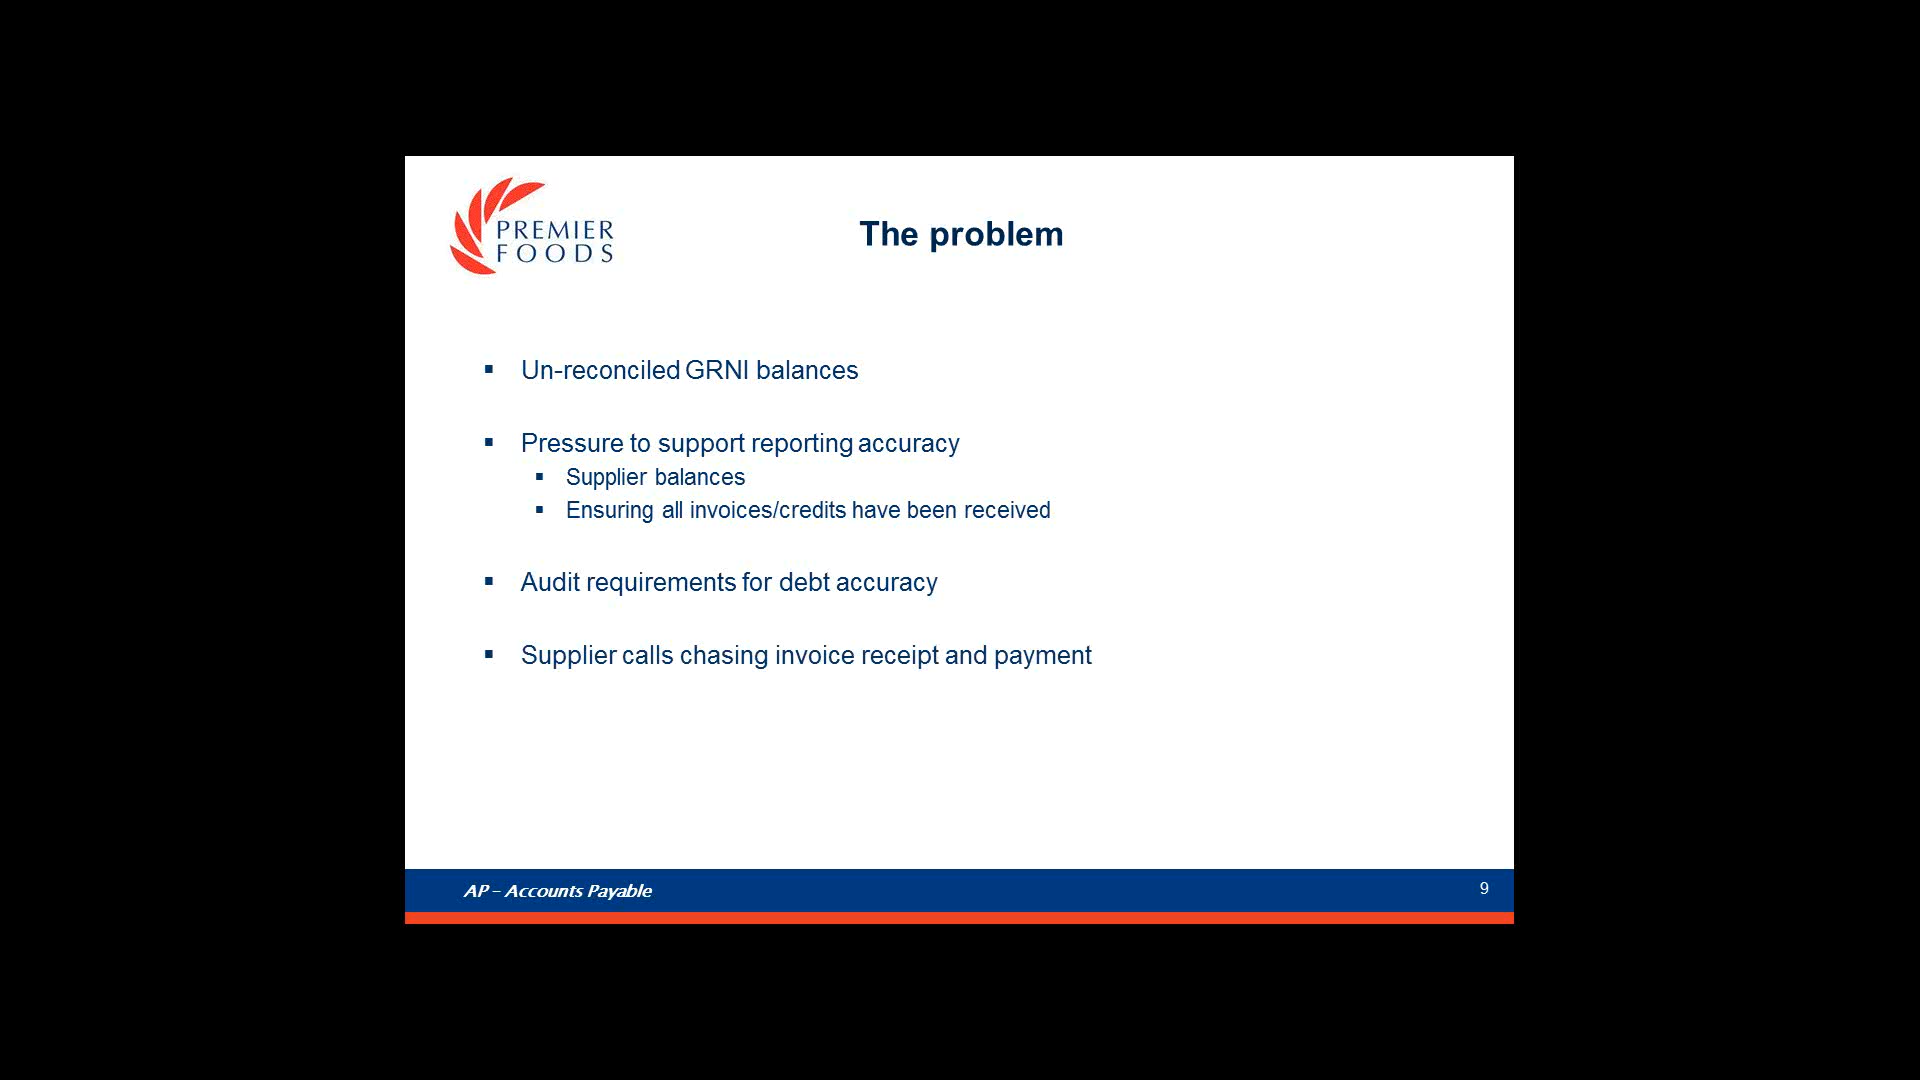 PREMIER
FOODS
The problem
▪ Un-reconciled GRNI balances
▪ Pressure to support reporting accuracy
▪ Supplier balances
▪ Ensuring all invoices/credits have been received
▪ Audit requirements for debt accuracy
▪ Supplier calls chasing invoice receipt and payment
AP – Accounts Payable
9